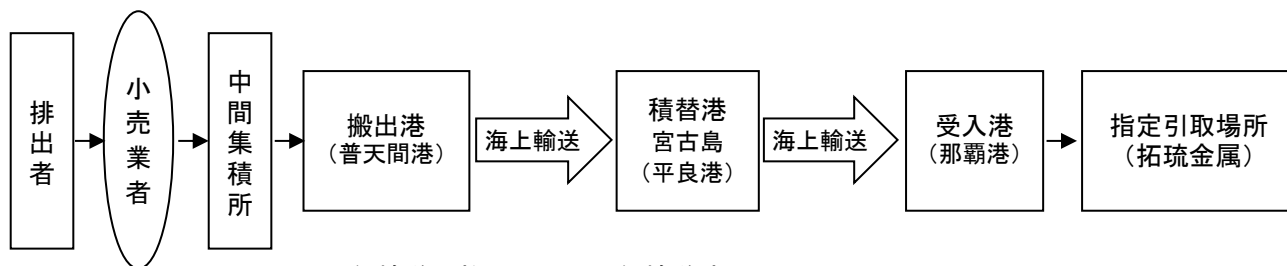 排出者
小売業者
中間集積所
搬出港
（普天間港）
海上輸送
積替港
宮古島
（平良港）
海上輸送
受入港
（那覇港）
指定引取場所
（拓琉金属）